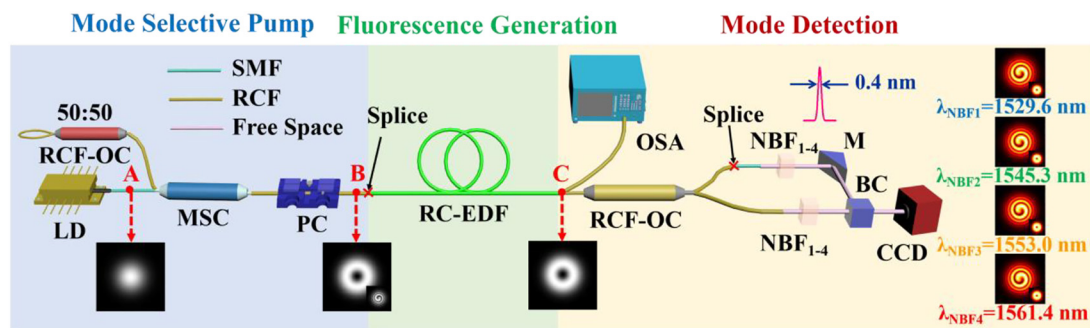 Mode Selective Pump
Fluorescence Generation
Mode Detection
SMF
RCF
Free Space
50:50
RCF-OC
A
LD
MSC
PC
B
Splice
RC-EDF
C
OSA
RCF-OC
Splice
0.4 nm
NBF1-4
M
BC
NBF1-4
CCD
λNBF1=1529.6 nm
λNBF2=1545.3 nm
λNBF3=1553.0 nm
λNBF4=1561.4 nm